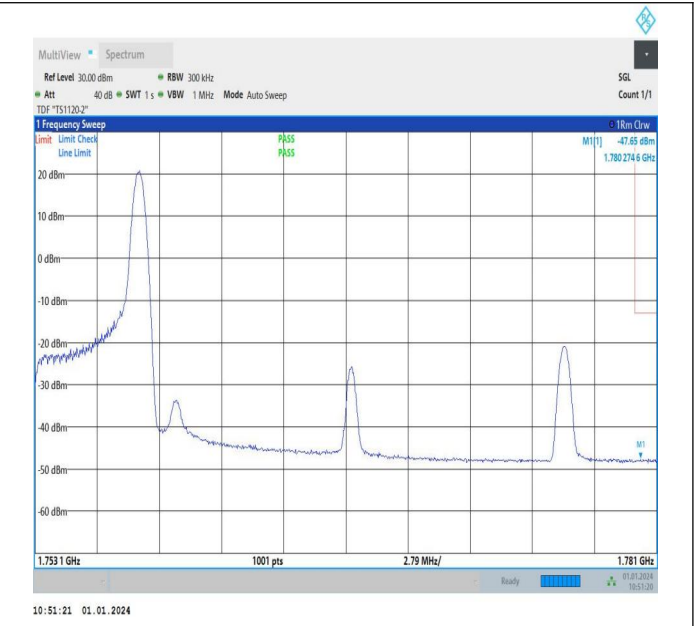 MultiView Spectrum
Ref Level 30.00 dBm RBW 300 kHz SGL
Att 40 dB SWT 1 s VBW 1 MHz Mode Auto Sweep Count 1/1
TDF "TS1120-2"
1 Frequency Sweep 1Rm Clrw
Limit Limit Check PASS M1[1] -47.65 dBm
Line Limit PASS 1.780 274 6 GHz
20 dBm
10 dBm
0 dBm
-10 dBm
-20 dBm
-30 dBm
-40 dBm
M1
-50 dBm
-60 dBm
1.753 1 GHz 1001 pts 2.79 MHz/ 1.781 GHz
Ready 01.01.2024
10:51:20
10:51:21 01.01.2024